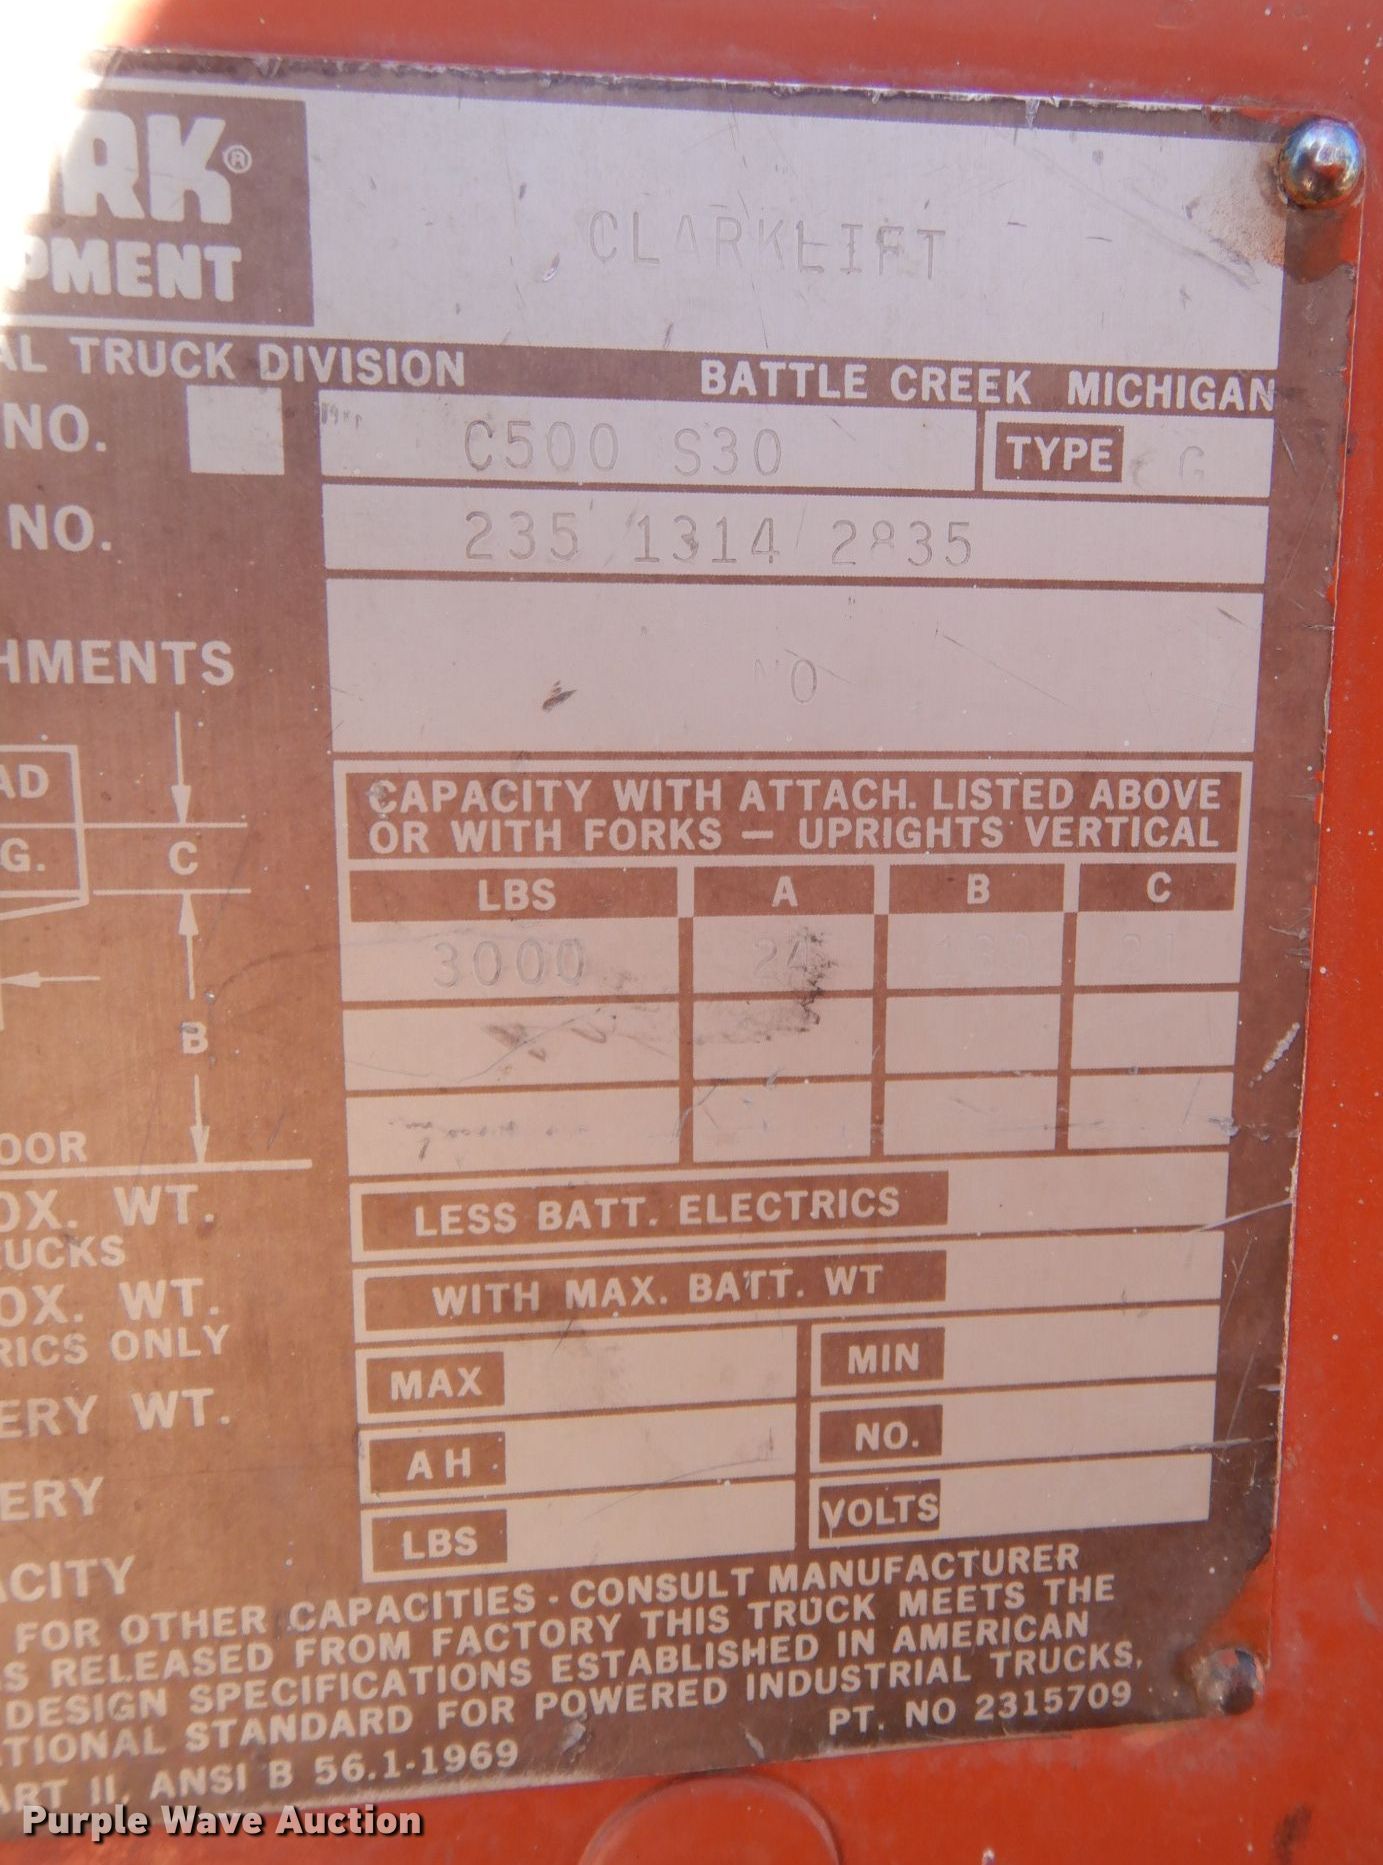 RK®
PMENT
CLARKLIFT
AL TRUCK DIVISION BATTLE CREEK MICHIGAN
NO. C500 S30 TYPE G
NO. 235 1314 2835
HMENTS
NO
AD
G.
C
B
OOR
CAPACITY WITH ATTACH. LISTED ABOVE
OR WITH FORKS — UPRIGHTS VERTICAL
LBS A B C
3000 24
OX. WT.
UCKS
LESS BATT. ELECTRICS
OX. WT.
RICS ONLY
WITH MAX. BATT. WT
ERY WT.
MAX MIN
ERY
AH NO.
ACITY
LBS VOLTS
FOR OTHER CAPACITIES - CONSULT MANUFACTURER
S RELEASED FROM FACTORY THIS TRUCK MEETS THE
DESIGN SPECIFICATIONS ESTABLISHED IN AMERICAN
TIONAL STANDARD FOR POWERED INDUSTRIAL TRUCKS,
ART II, ANSI B 56.1-1969
PT. NO 2315709
Purple Wave Auction